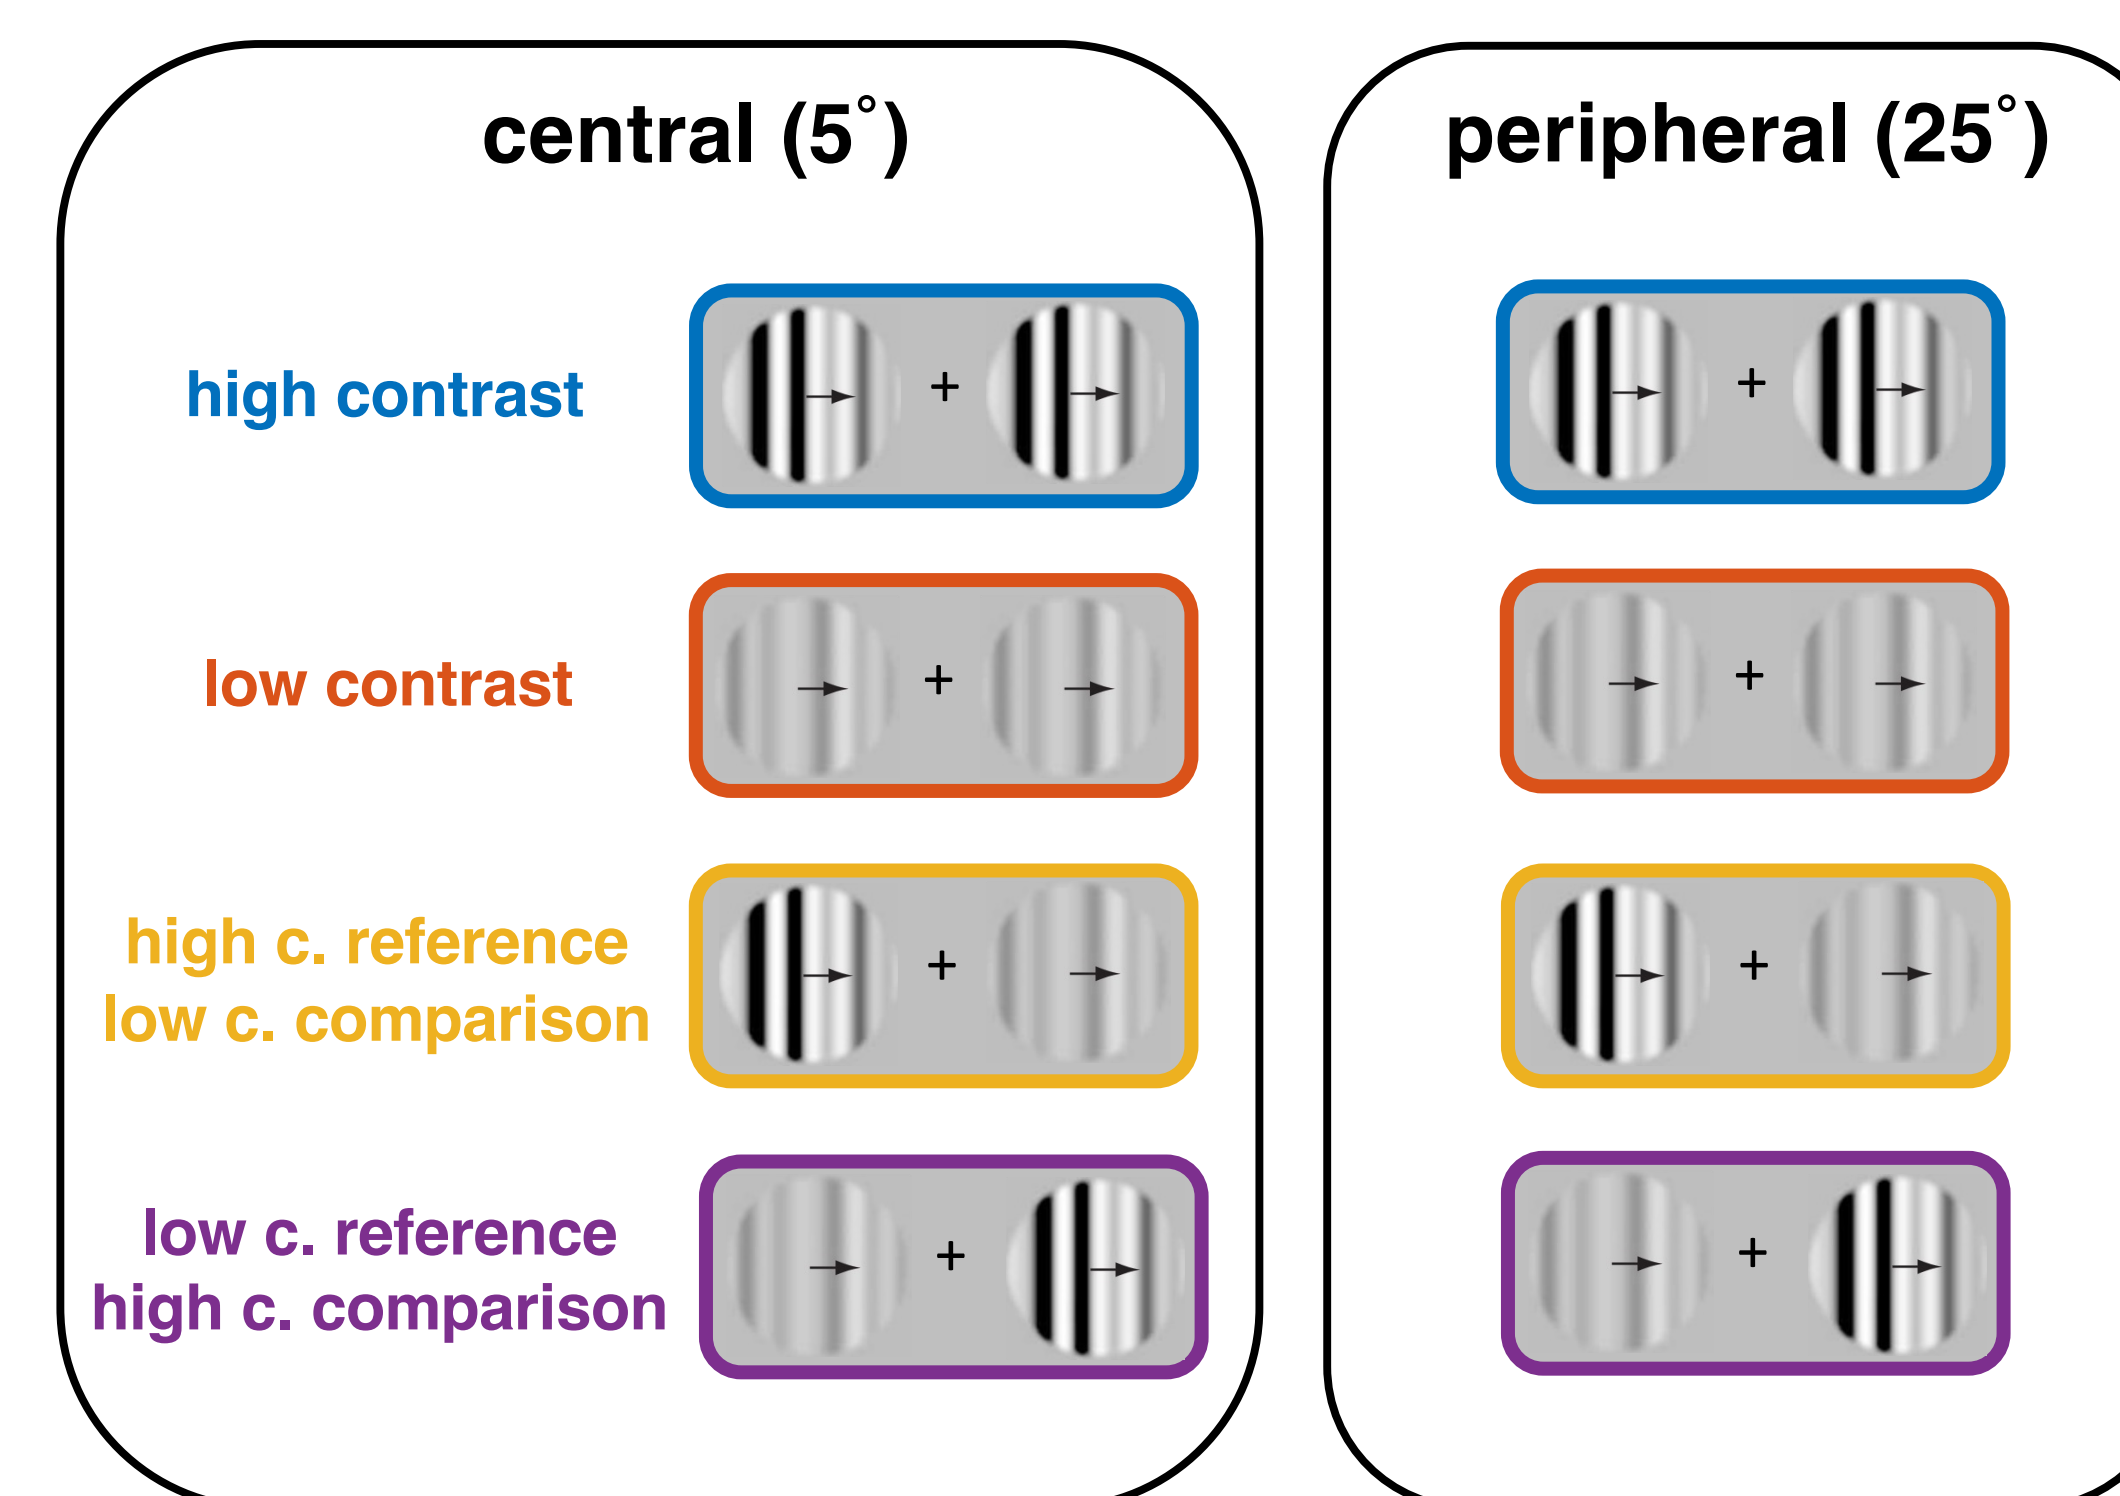 central (5°)
peripheral (25°)
high contrast
+
+
low contrast
+
+
high c. reference
low c. comparison
+
+
low c. reference
high c. comparison
+
+